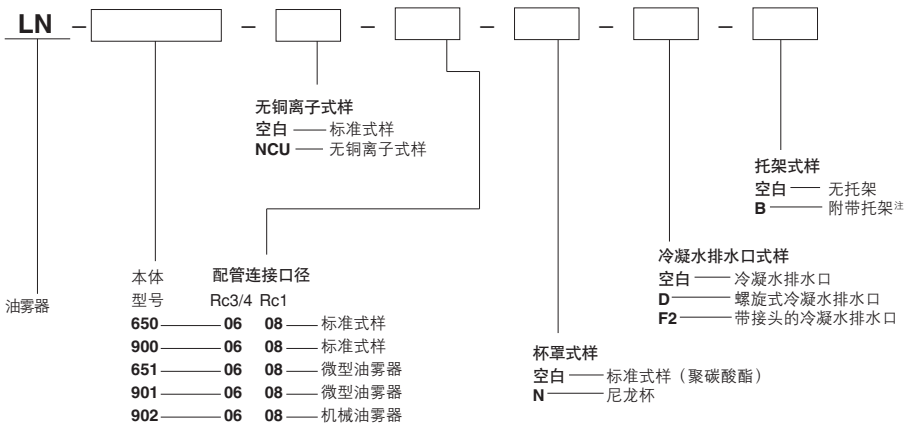 LN – – – – – –
无铜离子式样
空白 标准式样
NCU 无铜离子式样
托架式样
空白 无托架
B 附带托架注
冷凝水排水口式样
空白 冷凝水排水口
D 螺旋式冷凝水排水口
F2 带接头的冷凝水排水口
油雾器
本体
型号
配管连接口径
Rc3/4 Rc1
650 06 08 标准式样
900 06 08 标准式样
651 06 08 微型油雾器
901 06 08 微型油雾器
902 06 08 机械油雾器
杯罩式样
空白 标准式样（聚碳酸酯）
N 尼龙杯